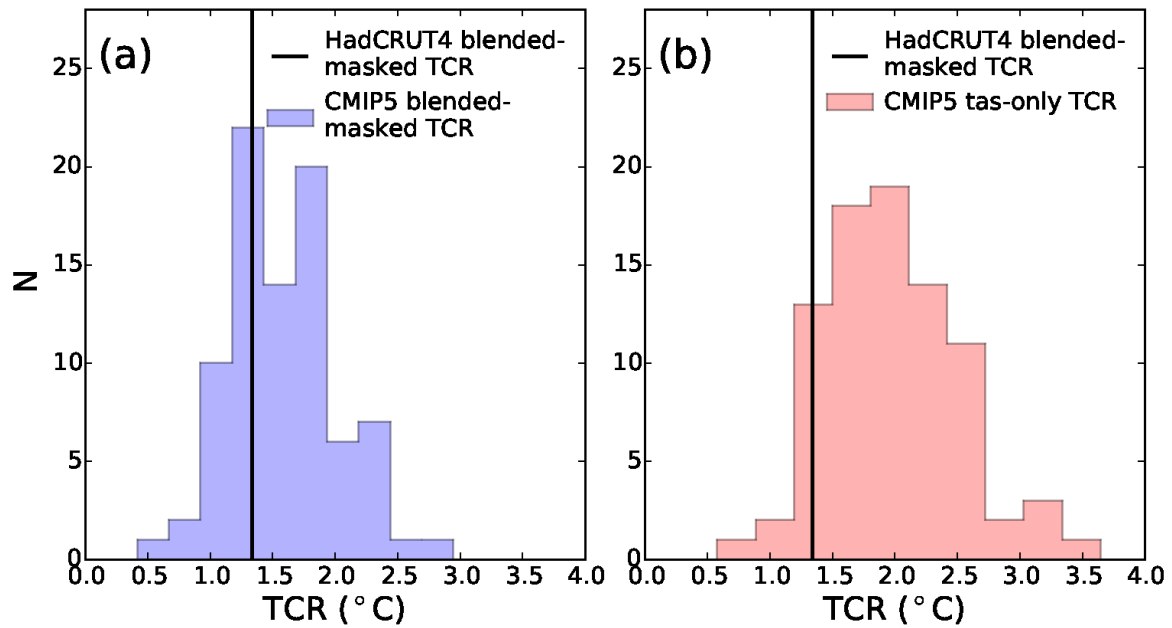 (a)
HadCRUT4 blended-
masked TCR
CMIP5 blended-
masked TCR
N
25
20
15
10
5
0
0.0 0.5 1.0 1.5 2.0 2.5 3.0 3.5 4.0
TCR (°C)
(b)
HadCRUT4 blended-
masked TCR
CMIP5 tas-only TCR
25
20
15
10
5
0
0.0 0.5 1.0 1.5 2.0 2.5 3.0 3.5 4.0
TCR (°C)